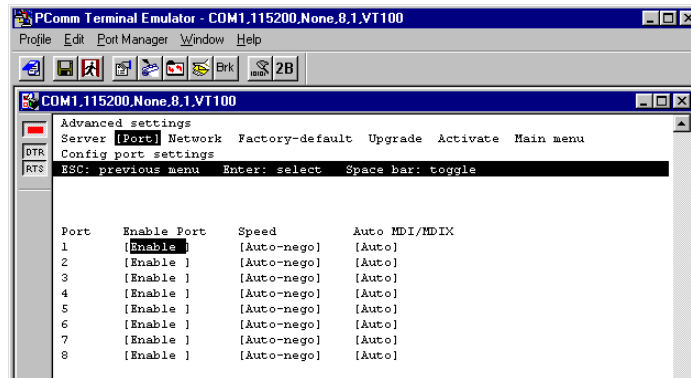 PComm Terminal Emulator - COM1,115200,None,8,1,VT100
Profile Edit Port Manager Window Help
Brk 2B
COM1,115200,None,8,1,VT100
DTR
RTS
Advanced settings
Server [Port] Network Factory-default Upgrade Activate Main menu
Config port settings
ESC: previous menu Enter: select Space bar: toggle
Port Enable Port Speed Auto MDI/MDIX
1 [Enable ] [Auto-nego] [Auto]
2 [Enable ] [Auto-nego] [Auto]
3 [Enable ] [Auto-nego] [Auto]
4 [Enable ] [Auto-nego] [Auto]
5 [Enable ] [Auto-nego] [Auto]
6 [Enable ] [Auto-nego] [Auto]
7 [Enable ] [Auto-nego] [Auto]
8 [Enable ] [Auto-nego] [Auto]